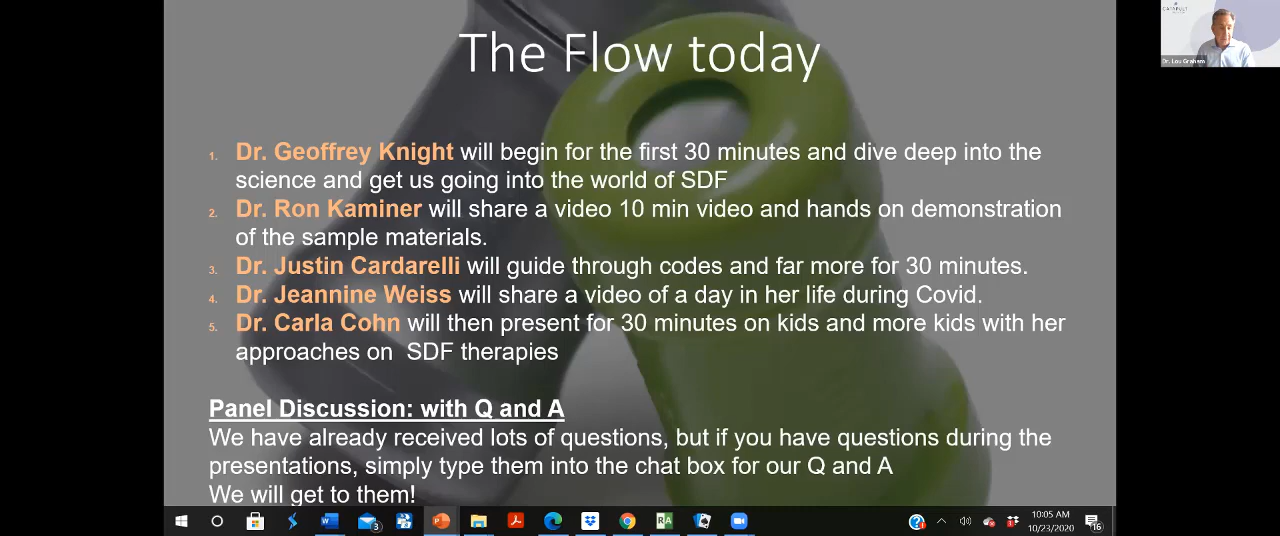 The Flow today
CATAPULT
Dr. Lou Graham
1. Dr. Geoffrey Knight will begin for the first 30 minutes and dive deep into the
science and get us going into the world of SDF
2. Dr. Ron Kaminer will share a video 10 min video and hands on demonstration
of the sample materials.
3. Dr. Justin Cardarelli will guide through codes and far more for 30 minutes.
4. Dr. Jeannine Weiss will share a video of a day in her life during Covid.
5. Dr. Carla Cohn will then present for 30 minutes on kids and more kids with her
approaches on SDF therapies
Panel Discussion: with Q and A
We have already received lots of questions, but if you have questions during the
presentations, simply type them into the chat box for our Q and A
We will get to them!
W
3
P
RA
10:05 AM
10/23/2020
16